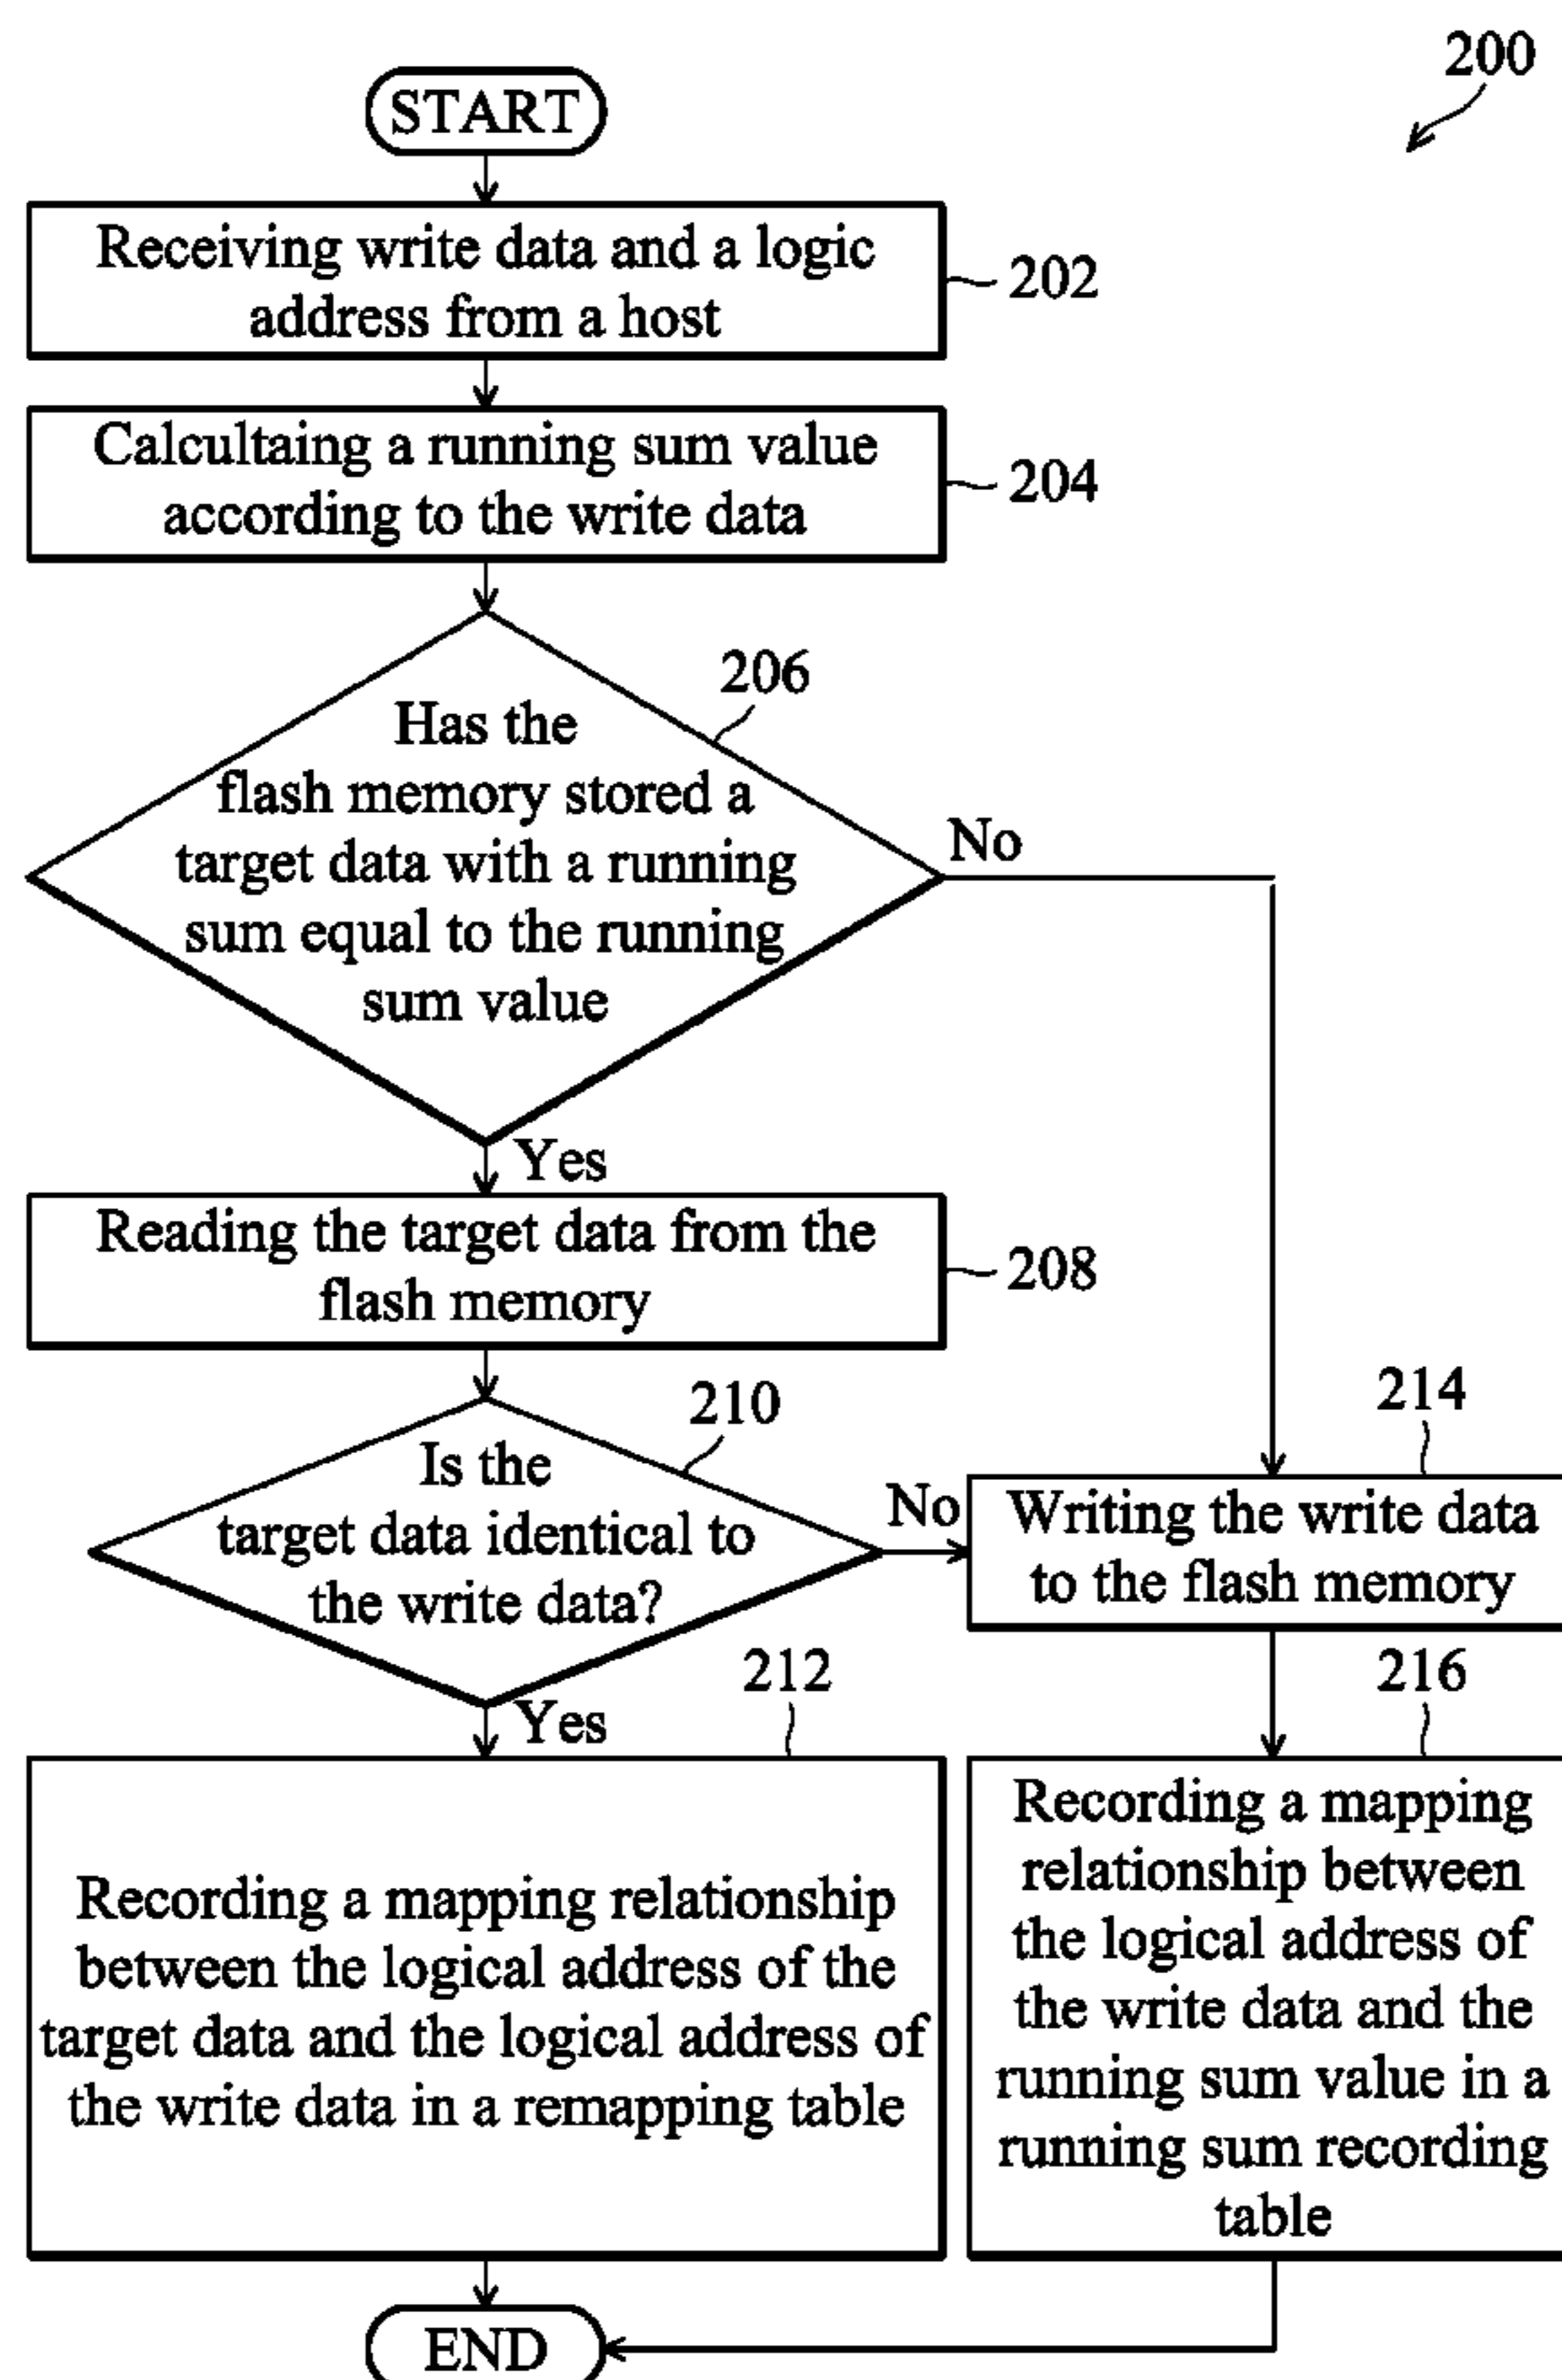 200
START
Receiving write data and a logic
address from a host
202
Calcultaing a running sum value
according to the write data
204
206
Has the
flash memory stored a
target data with a running
sum equal to the running
sum value
No
Yes
Reading the target data from the
flash memory
208
210
Is the
target data identical to
the write data?
No
Yes
214
Writing the write data
to the flash memory
212
Recording a mapping relationship
between the logical address of the
target data and the logical address of
the write data in a remapping table
216
Recording a mapping
relationship between
the logical address of
the write data and the
running sum value in a
running sum recording
table
END